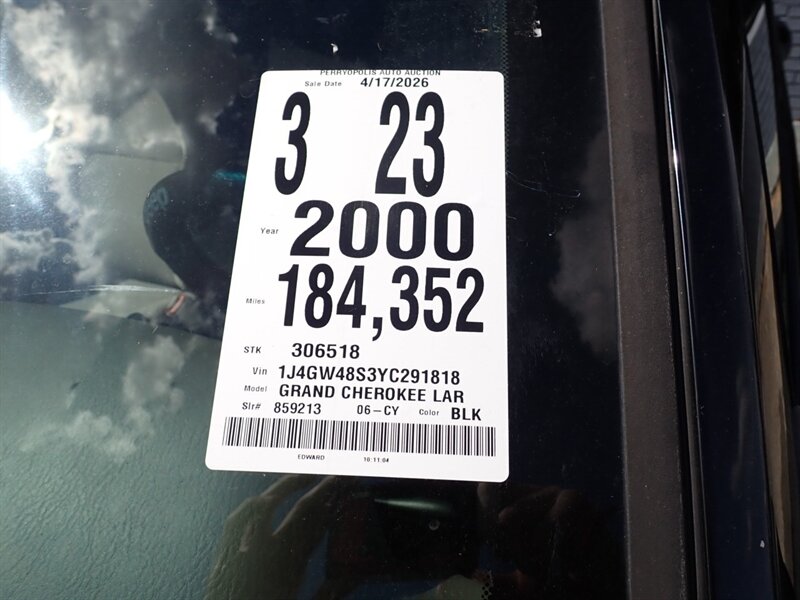 PERRYOPOLIS AUTO AUCTION
Sale Date 4/17/2026
3 23
Year 2000
Miles 184,352
STK 306518
Vin 1J4GW48S3YC291818
Model GRAND CHEROKEE LAR
Slr# 859213 06-CY Color BLK
EDWARD 16:11:04